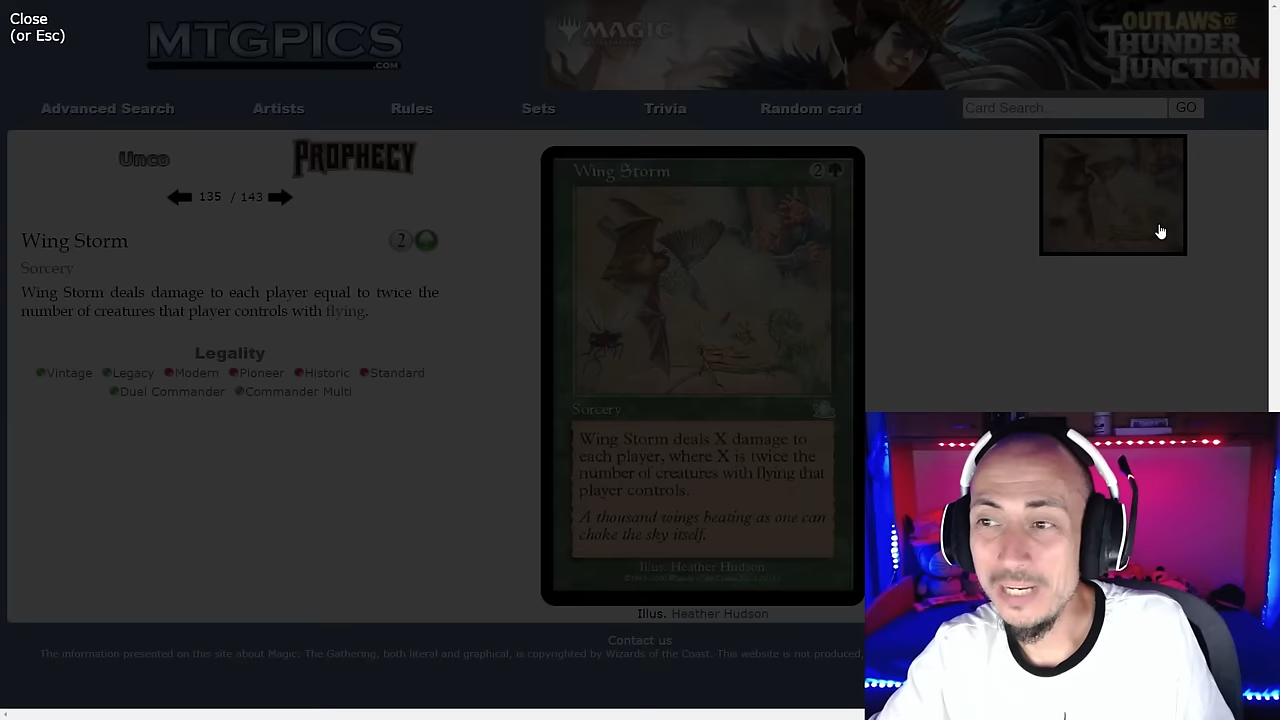 Close
(or Esc)
MTGPICS
.COM
MAGIC
OUTLAWS OF
THUNDER
JUNCTION
Advanced Search
Artists
Rules
Sets
Trivia
Random card
Card Search...
GO
Unco
PROPHECY
135 / 143
Wing Storm
2
Sorcery
Wing Storm deals damage to each player equal to twice the
number of creatures that player controls with flying.
Legality
Vintage Legacy Modern Pioneer Historic Standard
Duel Commander Commander Multi
Wing Storm
2
Sorcery
Wing Storm deals X damage to
each player, where X is twice the
number of creatures with flying that
player controls.
A thousand wings beating as one can
choke the sky itself.
Illus. Heather Hudson
Illus. Heather Hudson
Contact us
The information presented on this site about Magic: The Gathering, both literal and graphical, is copyrighted by Wizards of the Coast. This website is not produced,